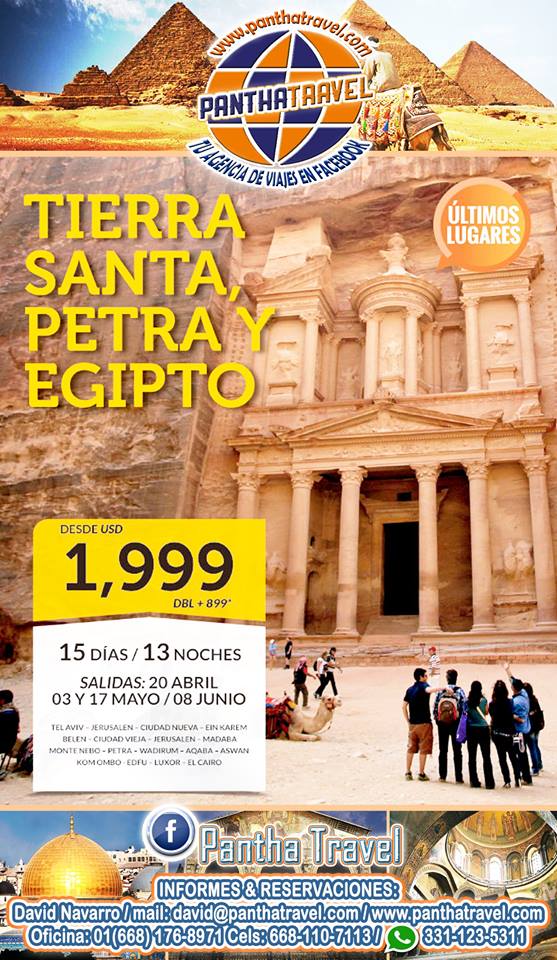 www.panthatravel.com
PANTHATRAVEL
TU AGENCIA DE VIAJES EN FACEBOOK
TIERRA
SANTA,
PETRA Y
EGIPTO
ÚLTIMOS
LUGARES
DESDE USD
1,999
DBL + 899*
15 DÍAS / 13 NOCHES
SALIDAS: 20 ABRIL
03 Y 17 MAYO / 08 JUNIO
TEL AVIV - JERUSALEN - CIUDAD NUEVA - EIN KAREM
BELEN - CIUDAD VIEJA - JERUSALEN - MADABA
MONTE NEBO - PETRA - WADIRUM - AQABA - ASWAN
KOM OMBO - EDFU - LUXOR - EL CAIRO
f Pantha Travel
INFORMES & RESERVACIONES:
David Navarro / mail: david@panthatravel.com / www.panthatravel.com
Oficina: 01(668) 176-8971 Cels: 668-110-7113 / 331-123-5311